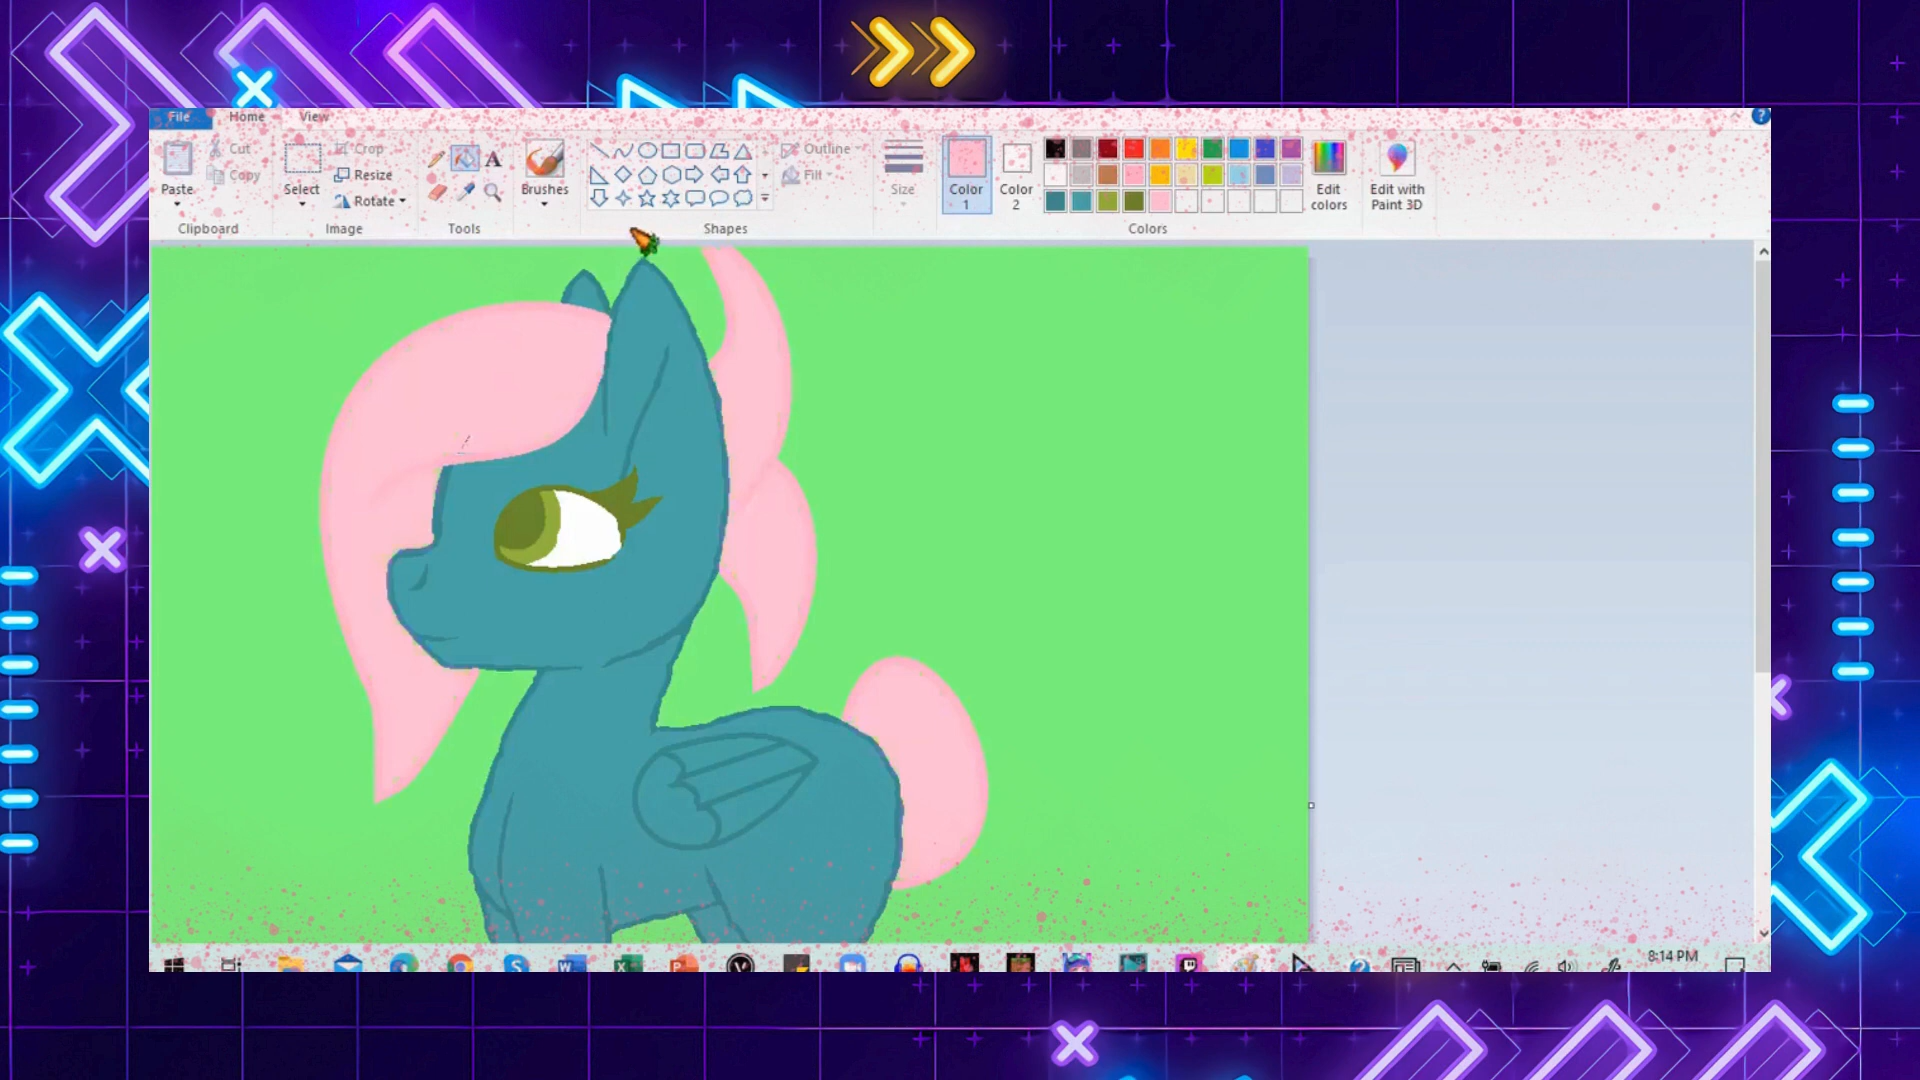 File Home View
Cut Crop Outline
Copy Resize Fill
Paste Select Rotate Brushes Size Color 1 Color 2 Edit colors Edit with Paint 3D
Clipboard Image Tools Shapes Colors
8:14 PM